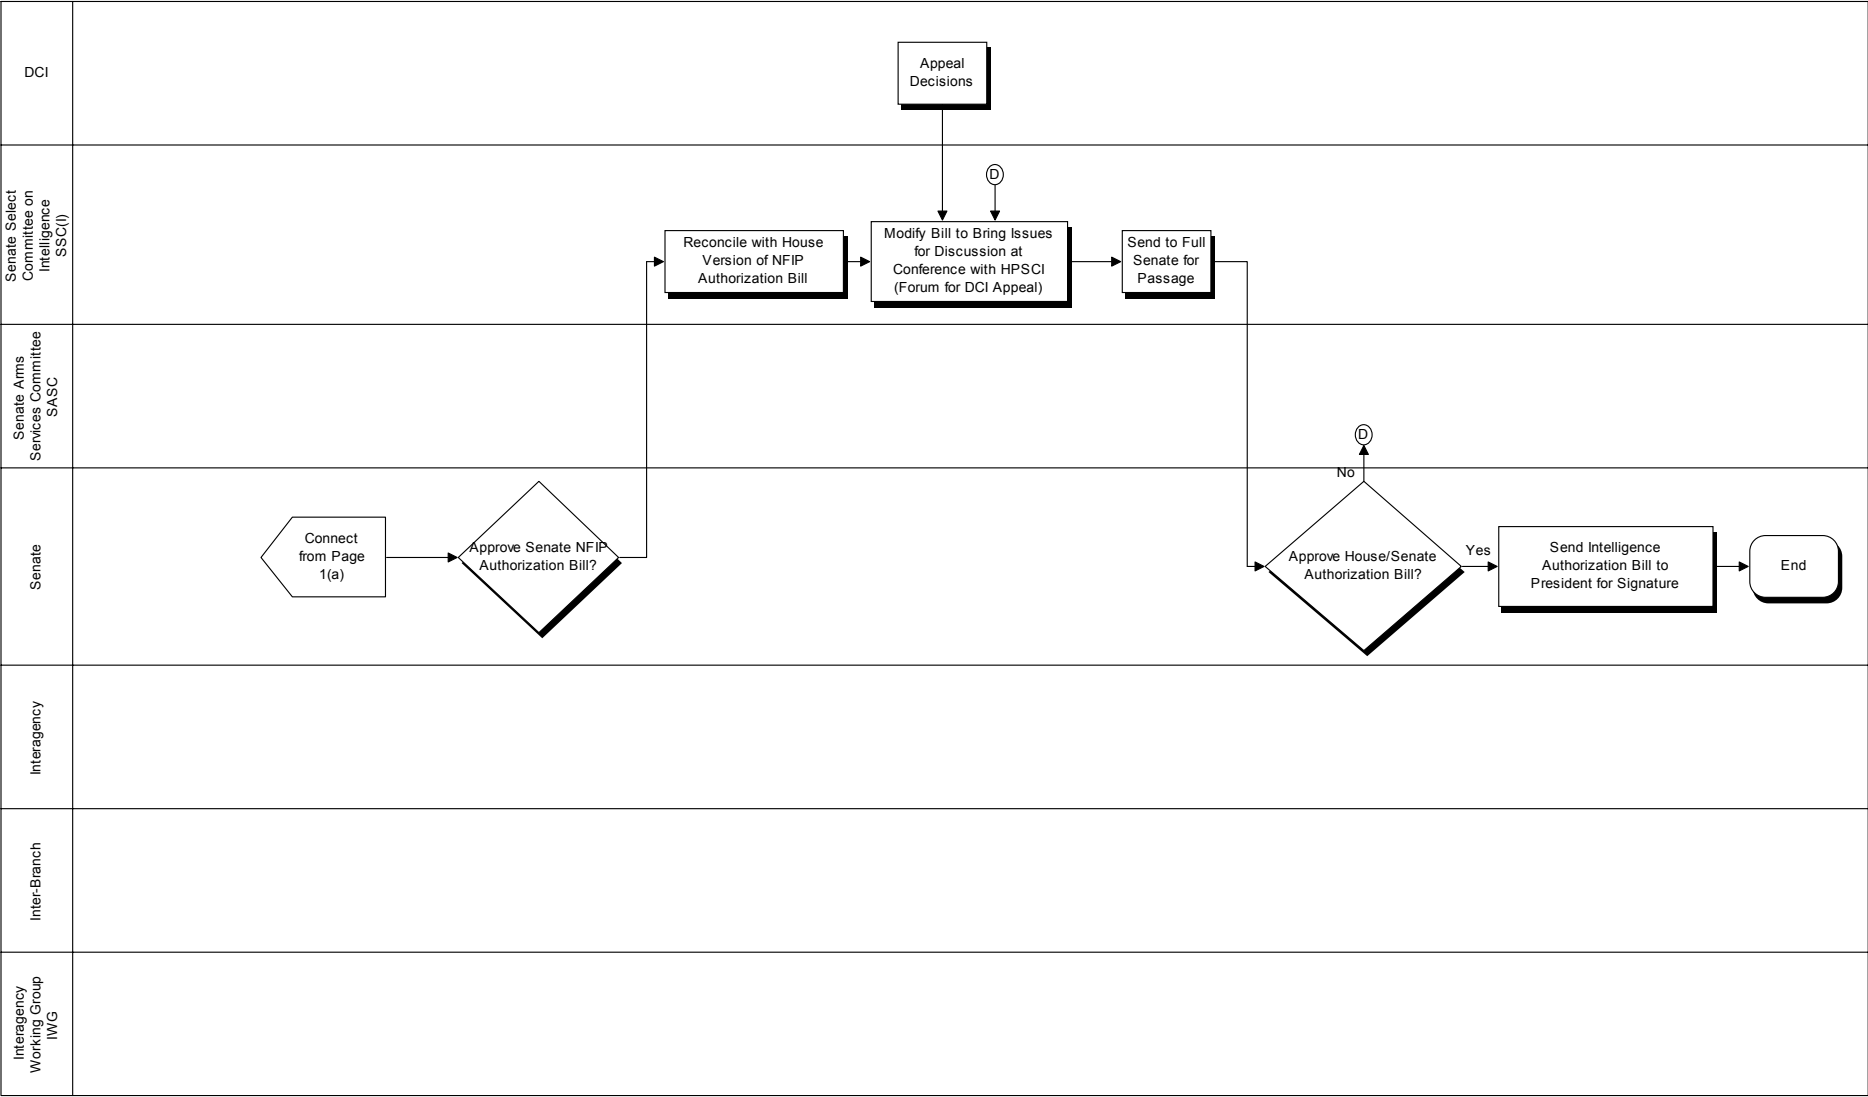 DCI
Appeal
Decisions
Senate Select
Committee on
Intelligence
SSC(I)
D
Reconcile with House
Version of NFIP
Authorization Bill
Modify Bill to Bring Issues
for Discussion at
Conference with HPSCI
(Forum for DCI Appeal)
Send to Full
Senate for
Passage
Senate Arms
Services Committee
SASC
D
No
Senate
Connect
from Page
1(a)
Approve Senate NFIP
Authorization Bill?
Approve House/Senate
Authorization Bill?
Yes
Send Intelligence
Authorization Bill to
President for Signature
End
Interagency
Inter-Branch
Interagency
Working Group
IWG